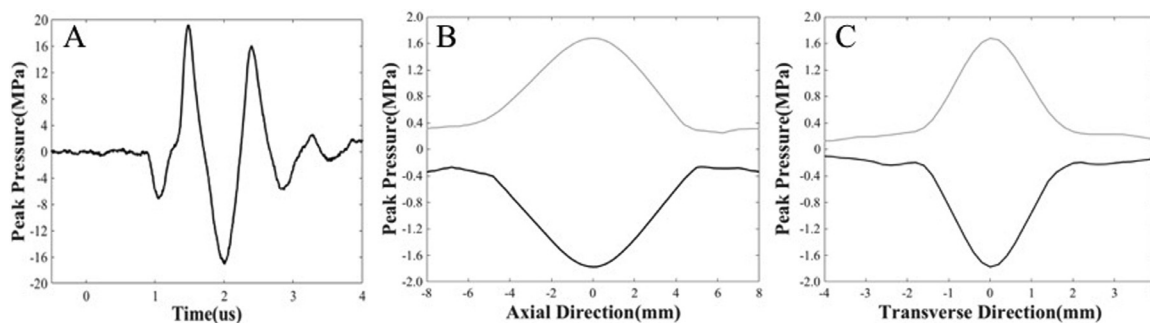 A
Peak Pressure(MPa)
20
16
12
8
4
0
-4
-8
-12
-16
20
0 1 2 3 4
Time(us)
B
Peak Pressure(MPa)
2.0
1.6
1.2
0.8
0.4
0
-0.4
-0.8
-1.2
-1.6
2.0
-8 -6 -4 -2 0 2 4 6 8
Axial Direction(mm)
C
Peak Pressure(MPa)
2.0
1.6
1.2
0.8
0.4
0
-0.4
-0.8
-1.2
-1.6
2.0
-4 -3 -2 -1 0 1 2 3
Transverse Direction(mm)